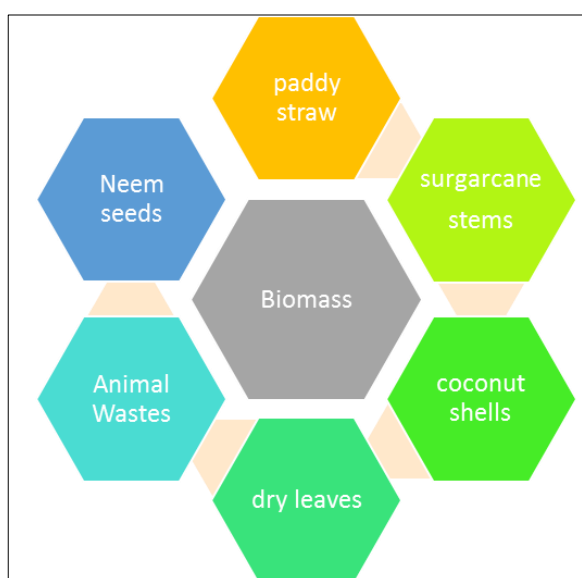 paddy
straw
surgarcane
stems
coconut
shells
dry leaves
Animal
Wastes
Neem
seeds
Biomass